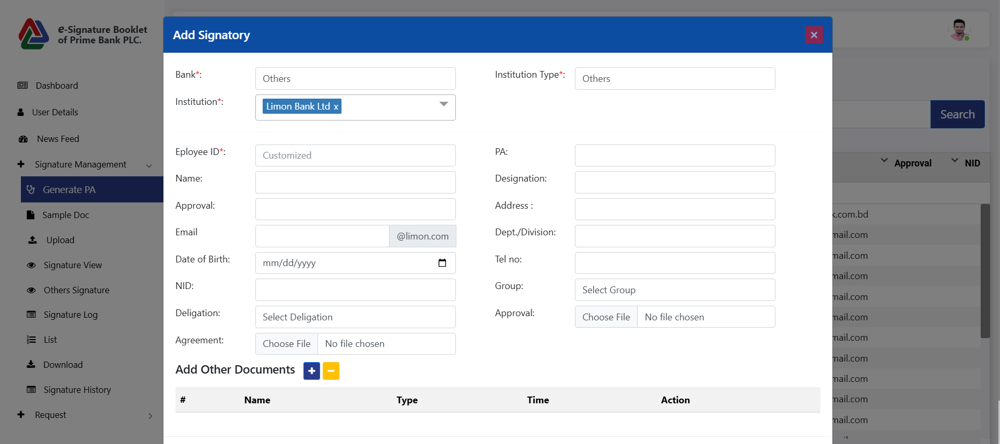 e-Signature Booklet
of Prime Bank PLC.
Dashboard
User Details
News Feed
Signature Management
Generate PA
Sample Doc
Upload
Signature View
Others Signature
Signature Log
List
Download
Signature History
Request
Add Signatory
×
Bank*:
Others
Institution Type*:
Others
Institution*:
Limon Bank Ltd x
Eployee ID*:
Customized
PA:
Name:
Designation:
Approval:
Address :
Email
@limon.com
Dept./Division:
Date of Birth:
mm/dd/yyyy
Tel no:
NID:
Group:
Select Group
Deligation:
Select Deligation
Approval:
Choose File No file chosen
Agreement:
Choose File No file chosen
Add Other Documents
# Name Type Time Action
Search
Approval NID
k.com.bd
mail.com
mail.com
mail.com
mail.com
mail.com
mail.com
mail.com
mail.com
mail.com
mail.com